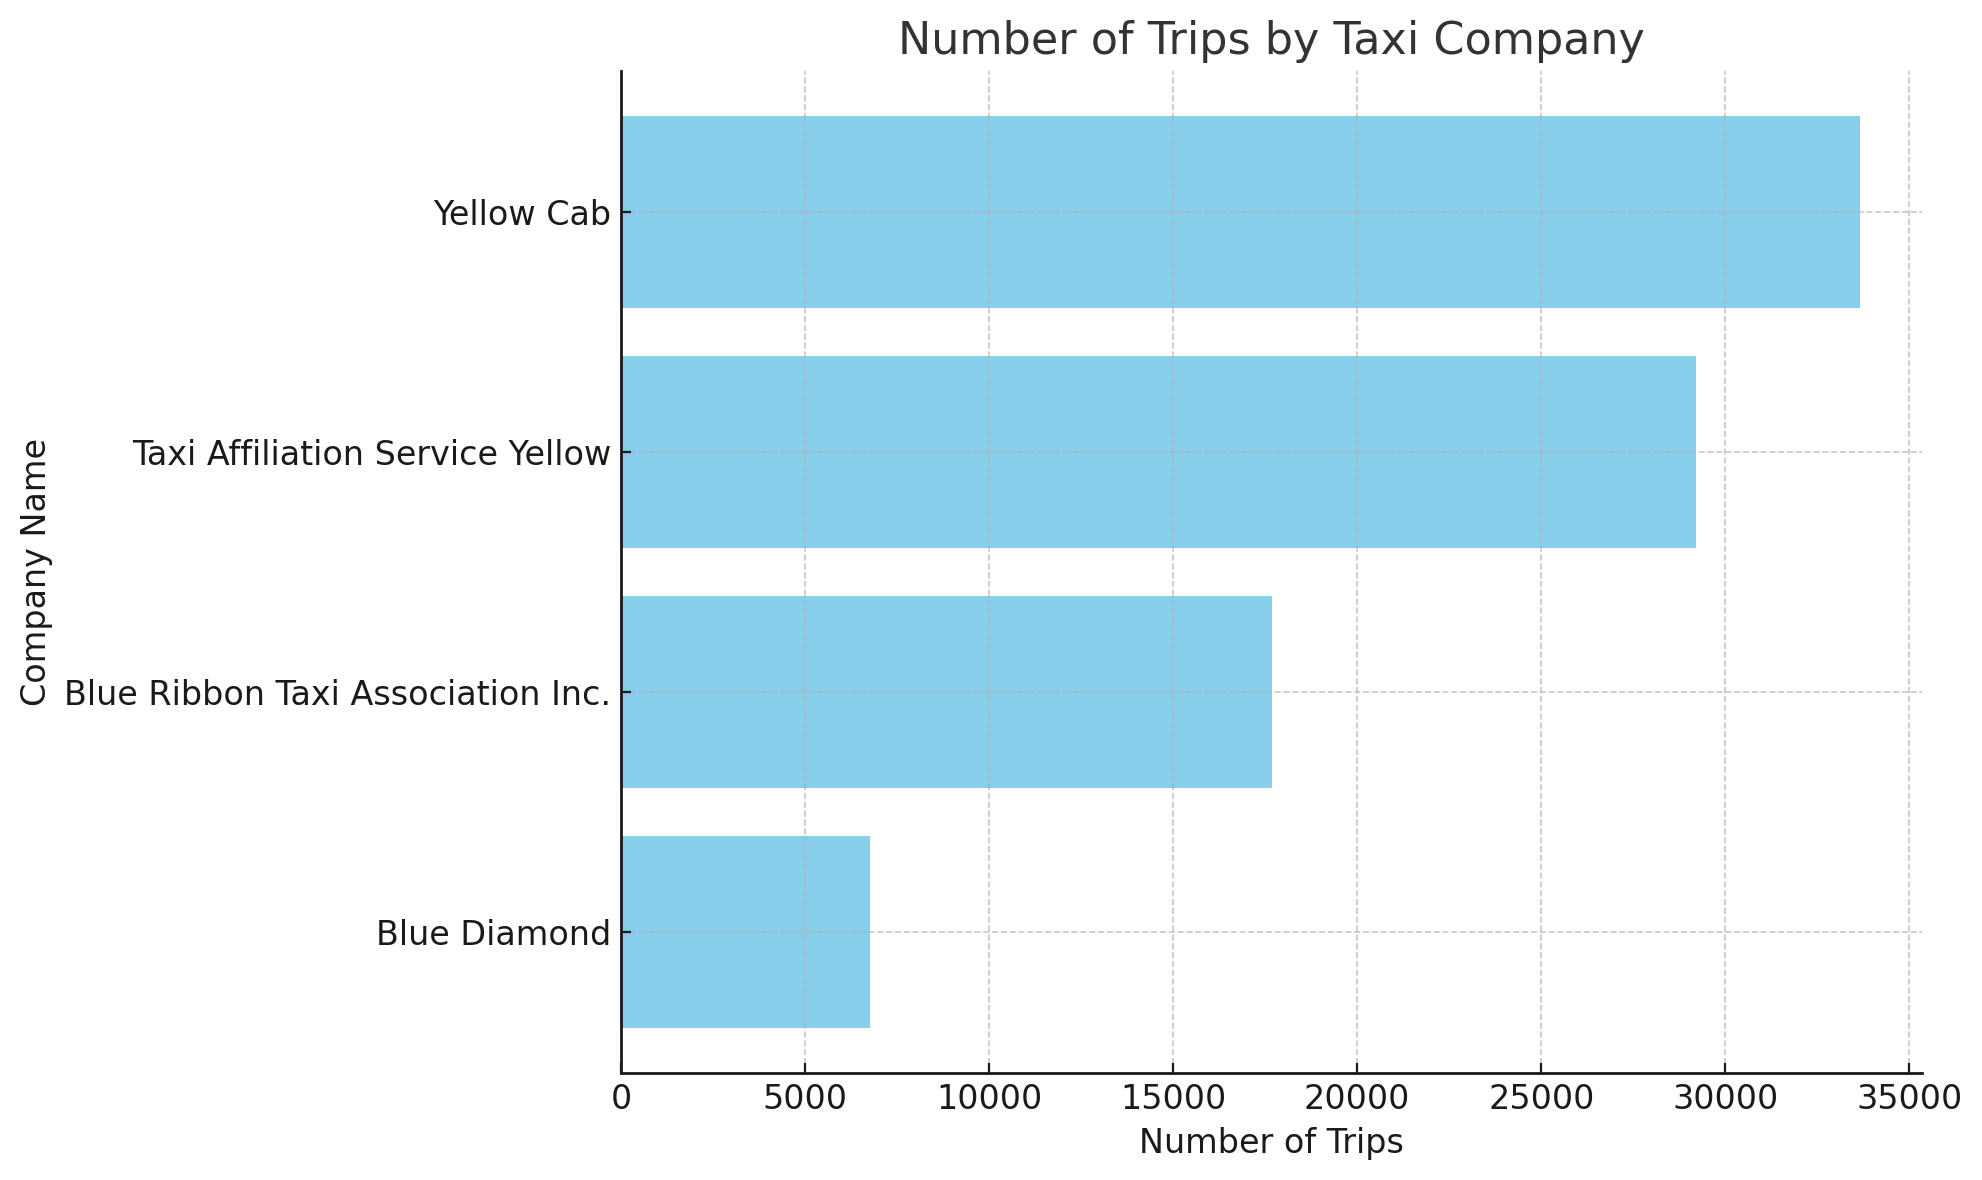 Number of Trips by Taxi Company
Company Name
Yellow Cab
Taxi Affiliation Service Yellow
Blue Ribbon Taxi Association Inc.
Blue Diamond
0 5000 10000 15000 20000 25000 30000 35000
Number of Trips